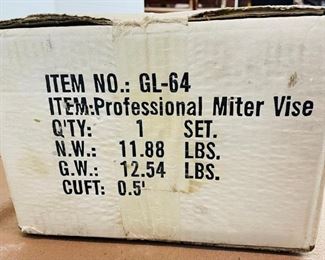 ITEM NO.: GL-64
ITEM:Professional Miter Vise
Q'TY: 1 SET.
N.W.: 11.88 LBS.
G.W.: 12.54 LBS.
CUFT: 0.5'